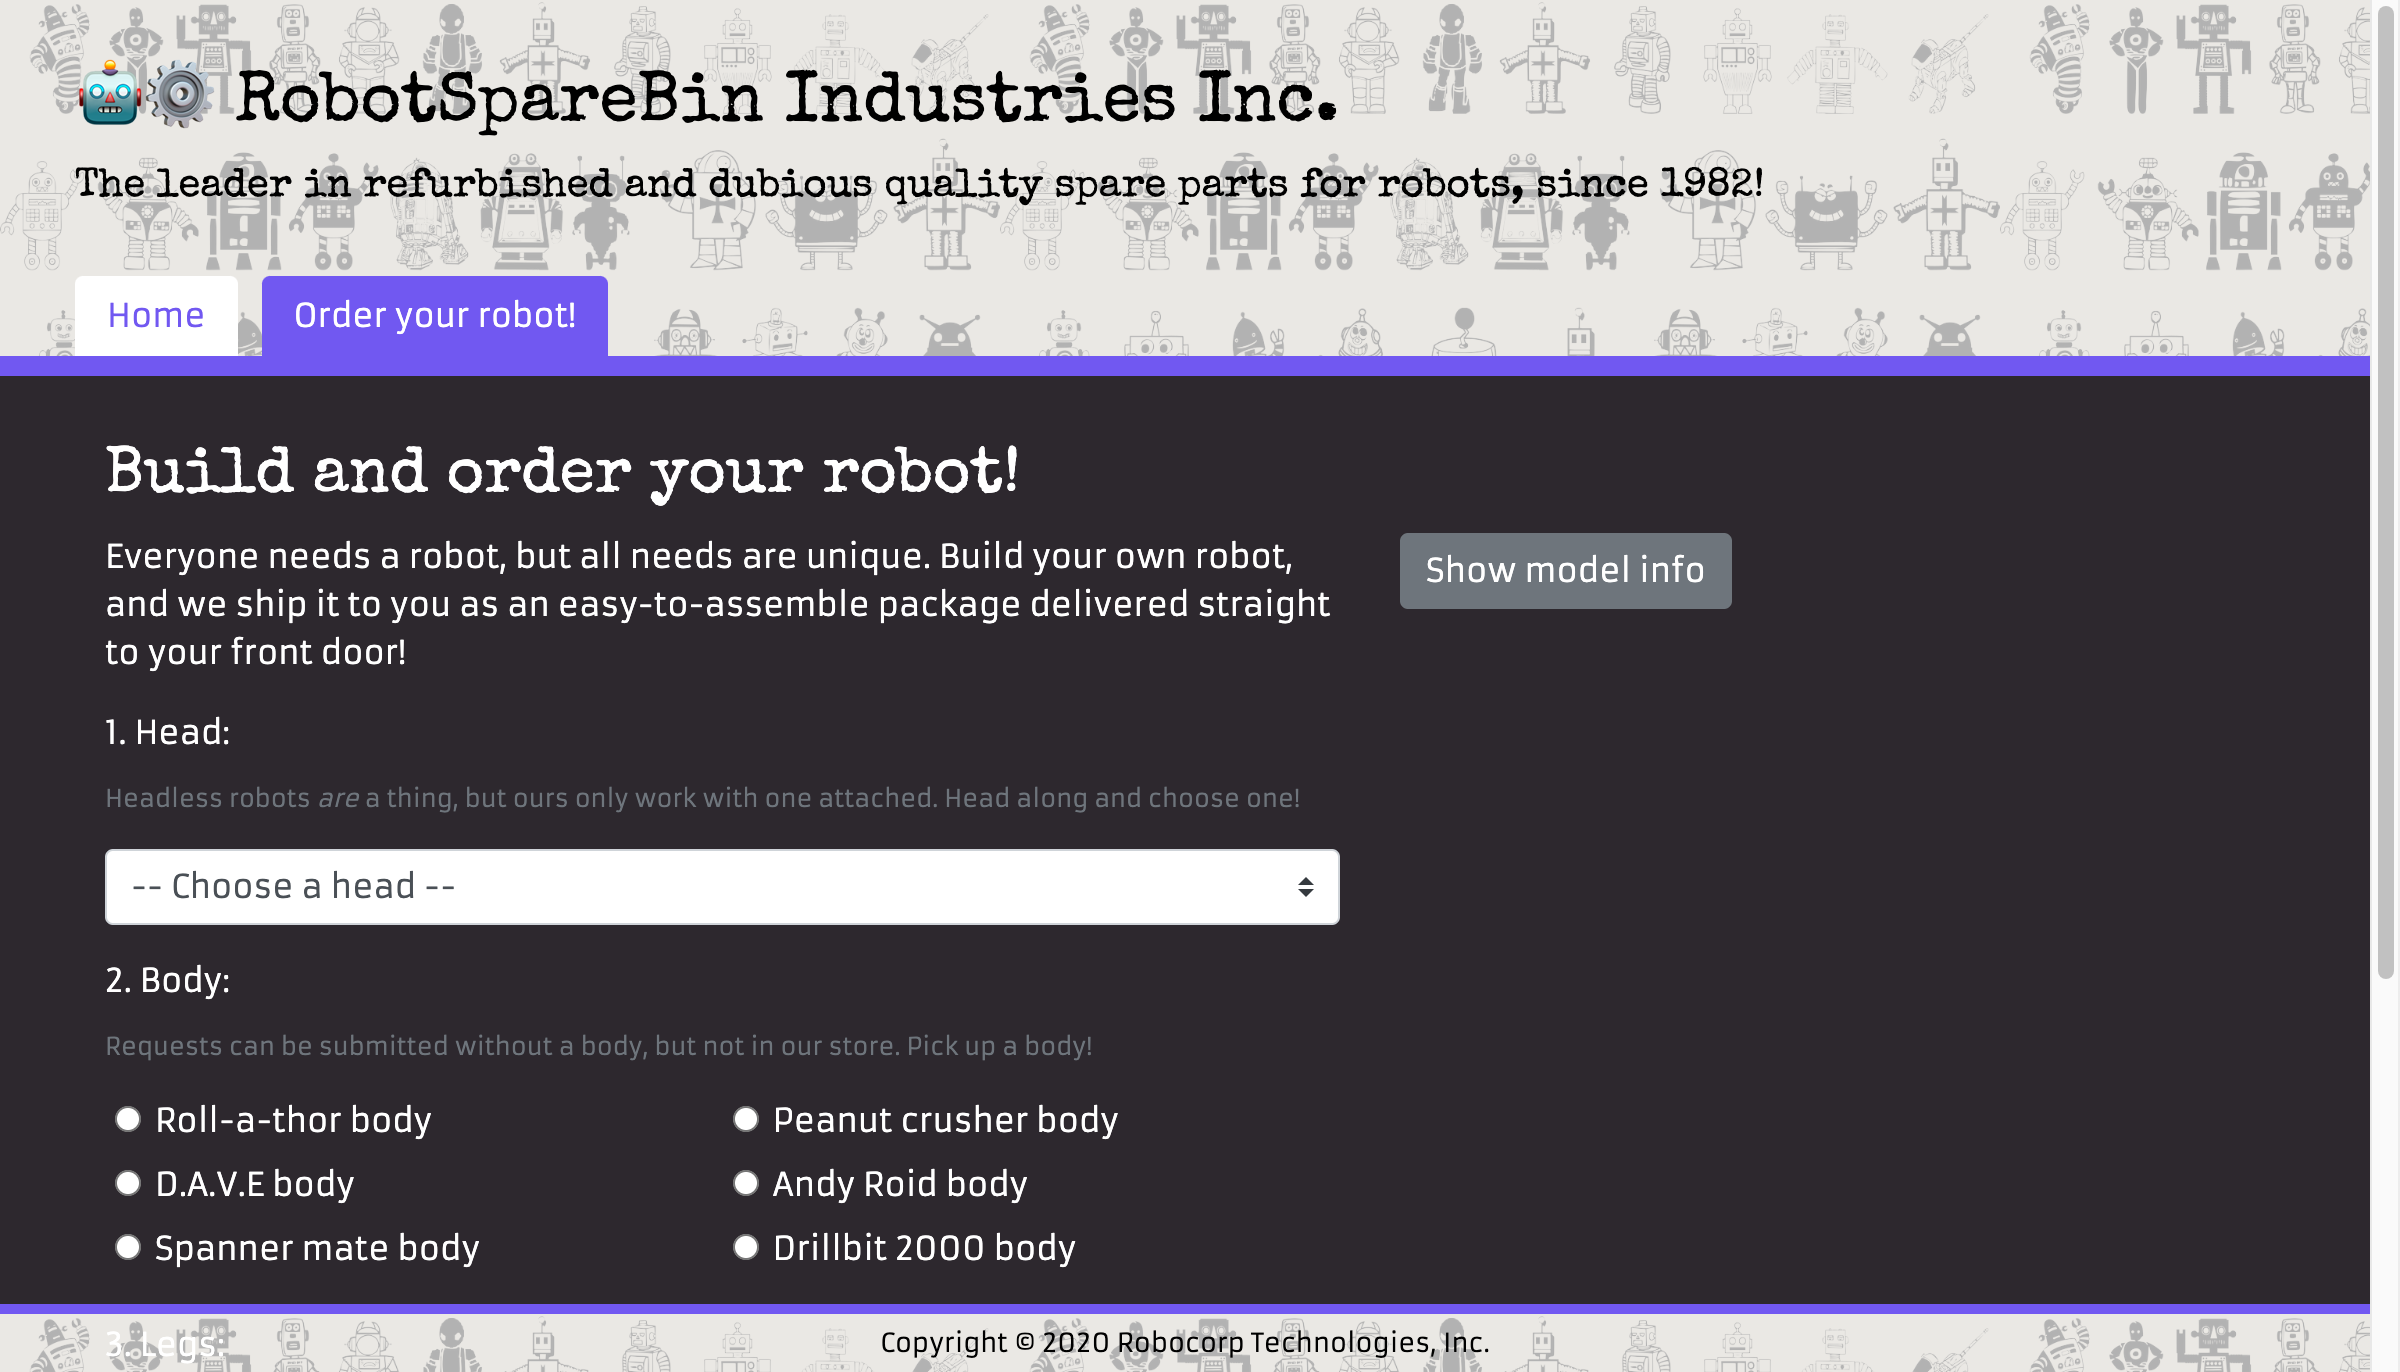 RobotSpareBin Industries Inc.
The leader in refurbished and dubious quality spare parts for robots, since 1982!
Home
Order your robot!
Build and order your robot!
Everyone needs a robot, but all needs are unique. Build your own robot,
and we ship it to you as an easy-to-assemble package delivered straight
to your front door!
Show model info
1. Head:
Headless robots are a thing, but ours only work with one attached. Head along and choose one!
-- Choose a head --
2. Body:
Requests can be submitted without a body, but not in our store. Pick up a body!
Roll-a-thor body
Peanut crusher body
D.A.V.E body
Andy Roid body
Spanner mate body
Drillbit 2000 body
3. Legs:
Copyright © 2020 Robocorp Technologies, Inc.